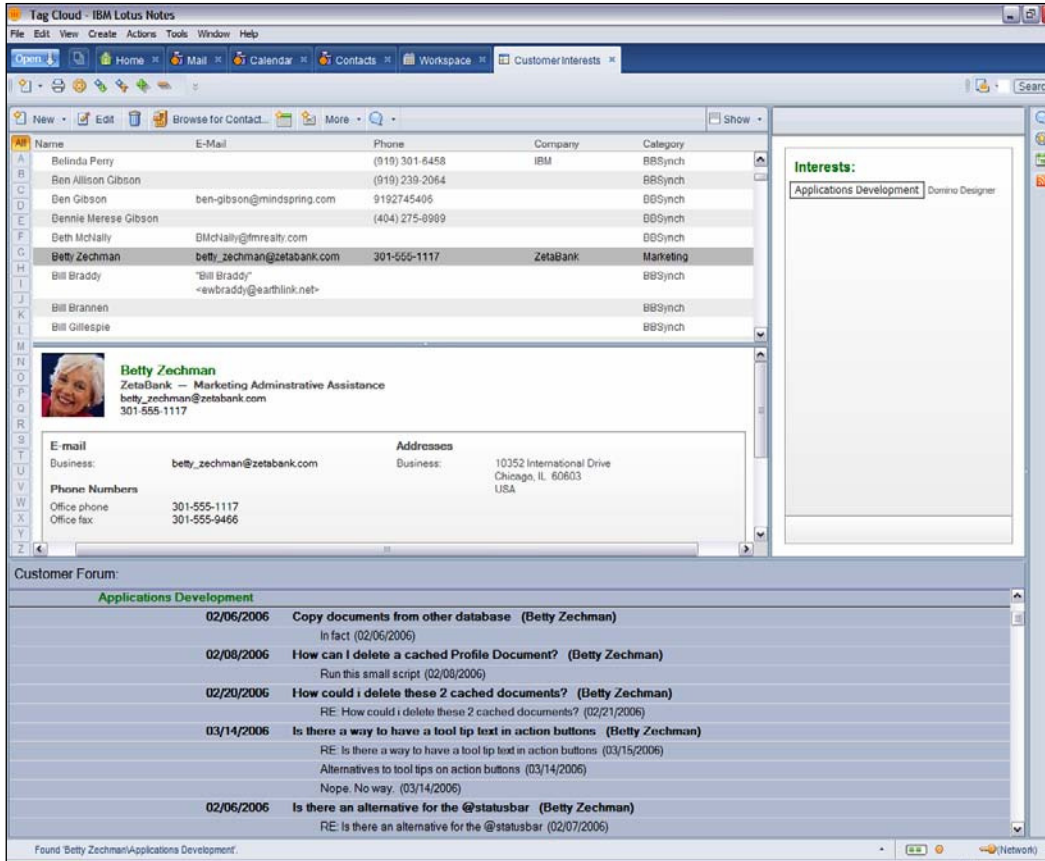 Tag Cloud - IBM Lotus Notes
File Edit View Create Actions Tools Window Help
Open Home Mail Calendar Contacts Workspace CustomerInterests
Searc
New Edit Browse for Contact... More Show
All Name E-Mail Phone Company Category
A Belinda Perry (919) 301-6458 IBM BBSynch
B Ben Allison Gibson (919) 239-2064 BBSynch
C Ben Gibson ben-gibson@mindspring.com 9192745406 BBSynch
D
E Bennie Merese Gibson (404) 275-8989 BBSynch
F Beth McNally BMcNally@fmrealty.com BBSynch
G Betty Zechman betty_zechman@zetabank.com 301-555-1117 ZetaBank Marketing
H Bill Braddy "Bill Braddy" BBSynch
I <ewbraddy@earthlink.net>
J Bill Brannen BBSynch
K
L Bill Gillespie BBSynch
M
N
O
P
Q
R
S
T
U
V
W
X
Y
Z
Interests:
Applications Development Domino Designer
Betty Zechman
ZetaBank — Marketing Adminstrative Assistance
betty_zechman@zetabank.com
301-555-1117
E-mail Addresses
Business: betty_zechman@zetabank.com Business: 10352 International Drive
Chicago, IL 60603
Phone Numbers USA
Office phone 301-555-1117
Office fax 301-555-9466
Customer Forum:
Applications Development
02/06/2006 Copy documents from other database (Betty Zechman)
In fact (02/06/2006)
02/08/2006 How can I delete a cached Profile Document? (Betty Zechman)
Run this small script (02/08/2006)
02/20/2006 How could i delete these 2 cached documents? (Betty Zechman)
RE: How could i delete these 2 cached documents? (02/21/2006)
03/14/2006 Is there a way to have a tool tip text in action buttons (Betty Zechman)
RE: Is there a way to have a tool tip text in action buttons (03/15/2006)
Alternatives to tool tips on action buttons (03/14/2006)
Nope. No way. (03/14/2006)
02/06/2006 Is there an alternative for the @statusbar (Betty Zechman)
RE: Is there an alternative for the @statusbar (02/07/2006)
Found 'Betty Zechman\Applications Development'. (Network)